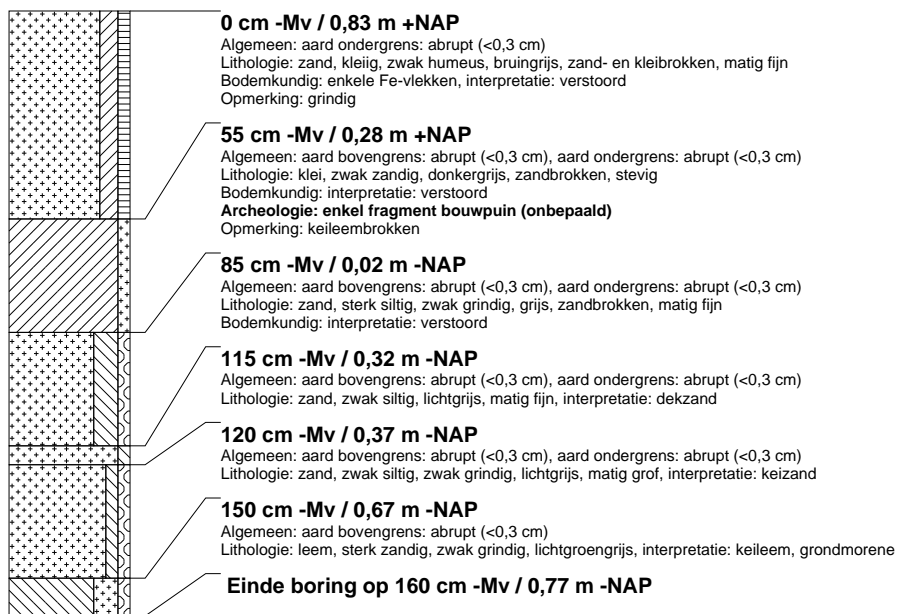 0 cm -Mv / 0,83 m +NAP
Algemeen: aard ondergrens: abrupt (<0,3 cm)
Lithologie: zand, kleiig, zwak humeus, bruingrijs, zand- en kleibrokken, matig fijn
Bodemkundig: enkele Fe-vlekken, interpretatie: verstoord
Opmerking: grindig
55 cm -Mv / 0,28 m +NAP
Algemeen: aard bovengrens: abrupt (<0,3 cm), aard ondergrens: abrupt (<0,3 cm)
Lithologie: klei, zwak zandig, donkergrijs, zandbrokken, stevig
Bodemkundig: interpretatie: verstoord
Archeologie: enkel fragment bouwpuin (onbepaald)
Opmerking: keileembrokken
85 cm -Mv / 0,02 m -NAP
Algemeen: aard bovengrens: abrupt (<0,3 cm), aard ondergrens: abrupt (<0,3 cm)
Lithologie: zand, sterk siltig, zwak grindig, grijs, zandbrokken, matig fijn
Bodemkundig: interpretatie: verstoord
115 cm -Mv / 0,32 m -NAP
Algemeen: aard bovengrens: abrupt (<0,3 cm), aard ondergrens: abrupt (<0,3 cm)
Lithologie: zand, zwak siltig, lichtgrijs, matig fijn, interpretatie: dekzand
120 cm -Mv / 0,37 m -NAP
Algemeen: aard bovengrens: abrupt (<0,3 cm), aard ondergrens: abrupt (<0,3 cm)
Lithologie: zand, zwak siltig, zwak grindig, lichtgrijs, matig grof, interpretatie: keizand
150 cm -Mv / 0,67 m -NAP
Algemeen: aard bovengrens: abrupt (<0,3 cm)
Lithologie: leem, sterk zandig, zwak grindig, lichtgroengrijs, interpretatie: keileem, grondmorene
Einde boring op 160 cm -Mv / 0,77 m -NAP